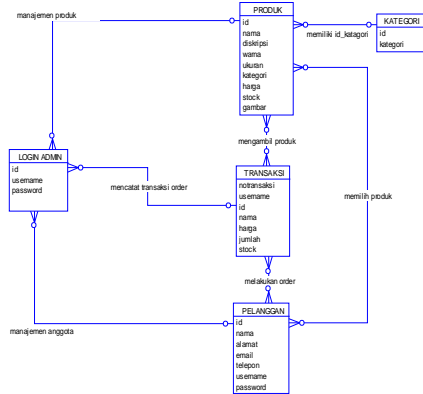 manajemen produk
PRODUK
id
nama
diskripsi
warna
ukuran
kategori
harga
stock
gambar
memiliki id_katagori
KATEGORI
id
kategori
mengambil produk
LOGIN ADMIN
id
username
password
mencatat transaksi order
TRANSAKSI
notransaksi
username
id
nama
harga
jumlah
stock
memilih produk
melakukan order
PELANGGAN
id
nama
alamat
email
telepon
username
password
manajemen anggota